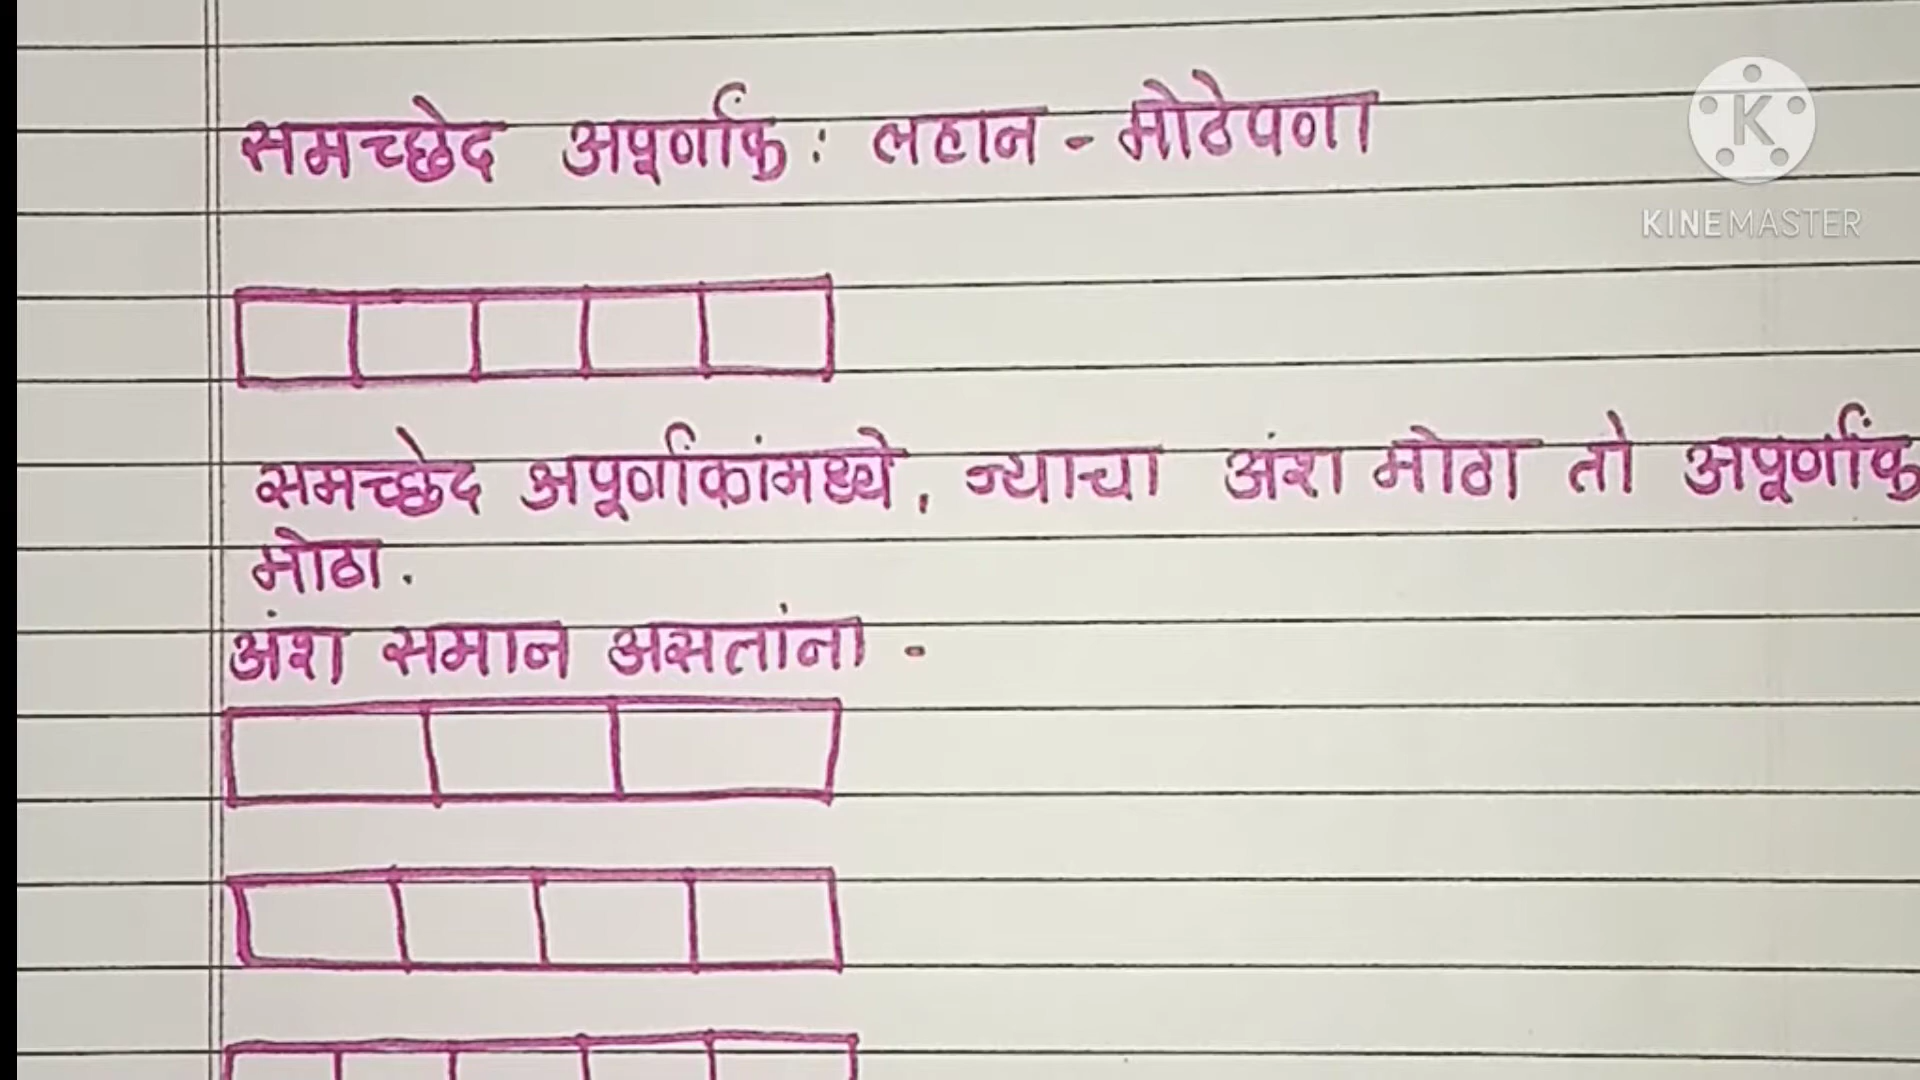 समच्छेद अपूर्णांक : लहान - मोठेपणा
K
KINEMASTER
समच्छेद अपूर्णांकांमध्ये, ज्याचा अंश मोठा तो अपूर्णांक
मोठा.
अंश समान असतांना -